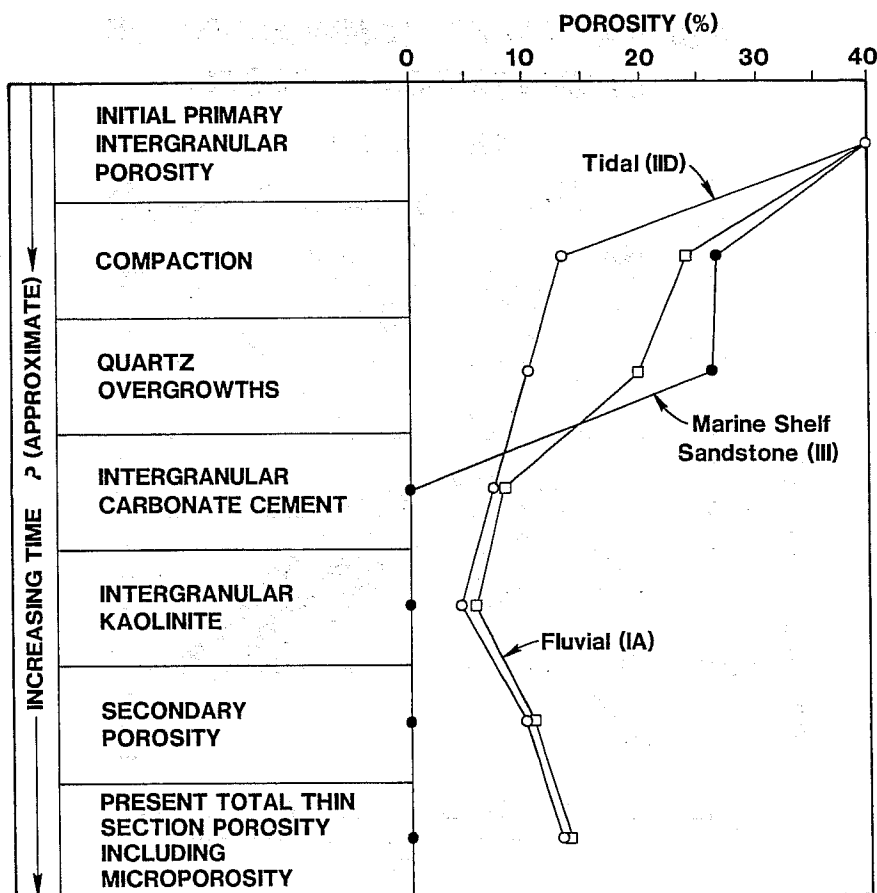 POROSITY (%)
0 10 20 30 40
INITIAL PRIMARY
INTERGRANULAR
POROSITY
Tidal (IID)
COMPACTION
QUARTZ
OVERGROWTHS
Marine Shelf
Sandstone (III)
INTERGRANULAR
CARBONATE CEMENT
INTERGRANULAR
KAOLINITE
Fluvial (IA)
SECONDARY
POROSITY
PRESENT TOTAL THIN
SECTION POROSITY
INCLUDING
MICROPOROSITY
INCREASING TIME ? (APPROXIMATE)